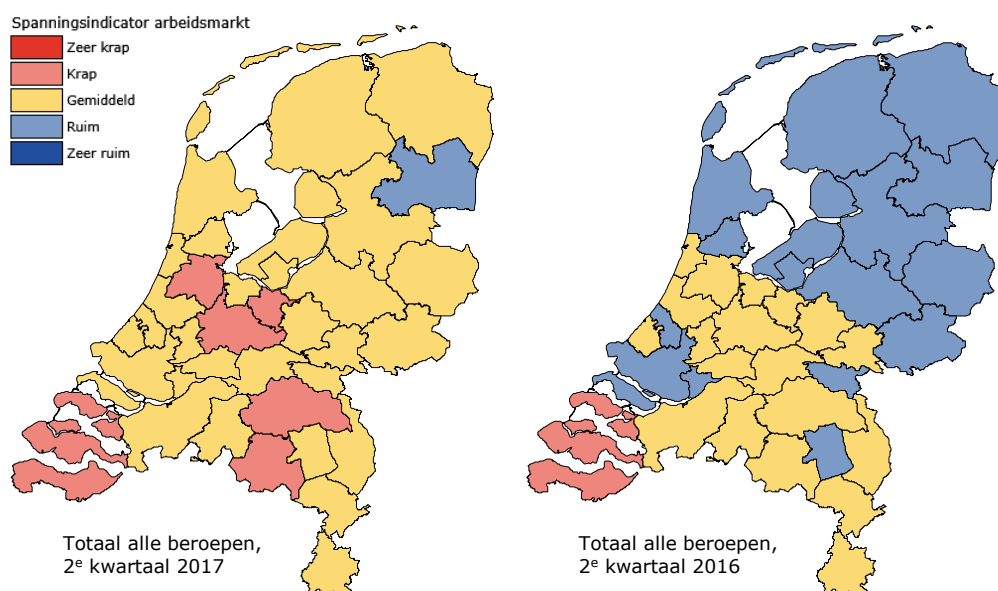 Spanningsindicator arbeidsmarkt
Zeer krap
Krap
Gemiddeld
Ruim
Zeer ruim
Totaal alle beroepen,
2e kwartaal 2017
Totaal alle beroepen,
2e kwartaal 2016